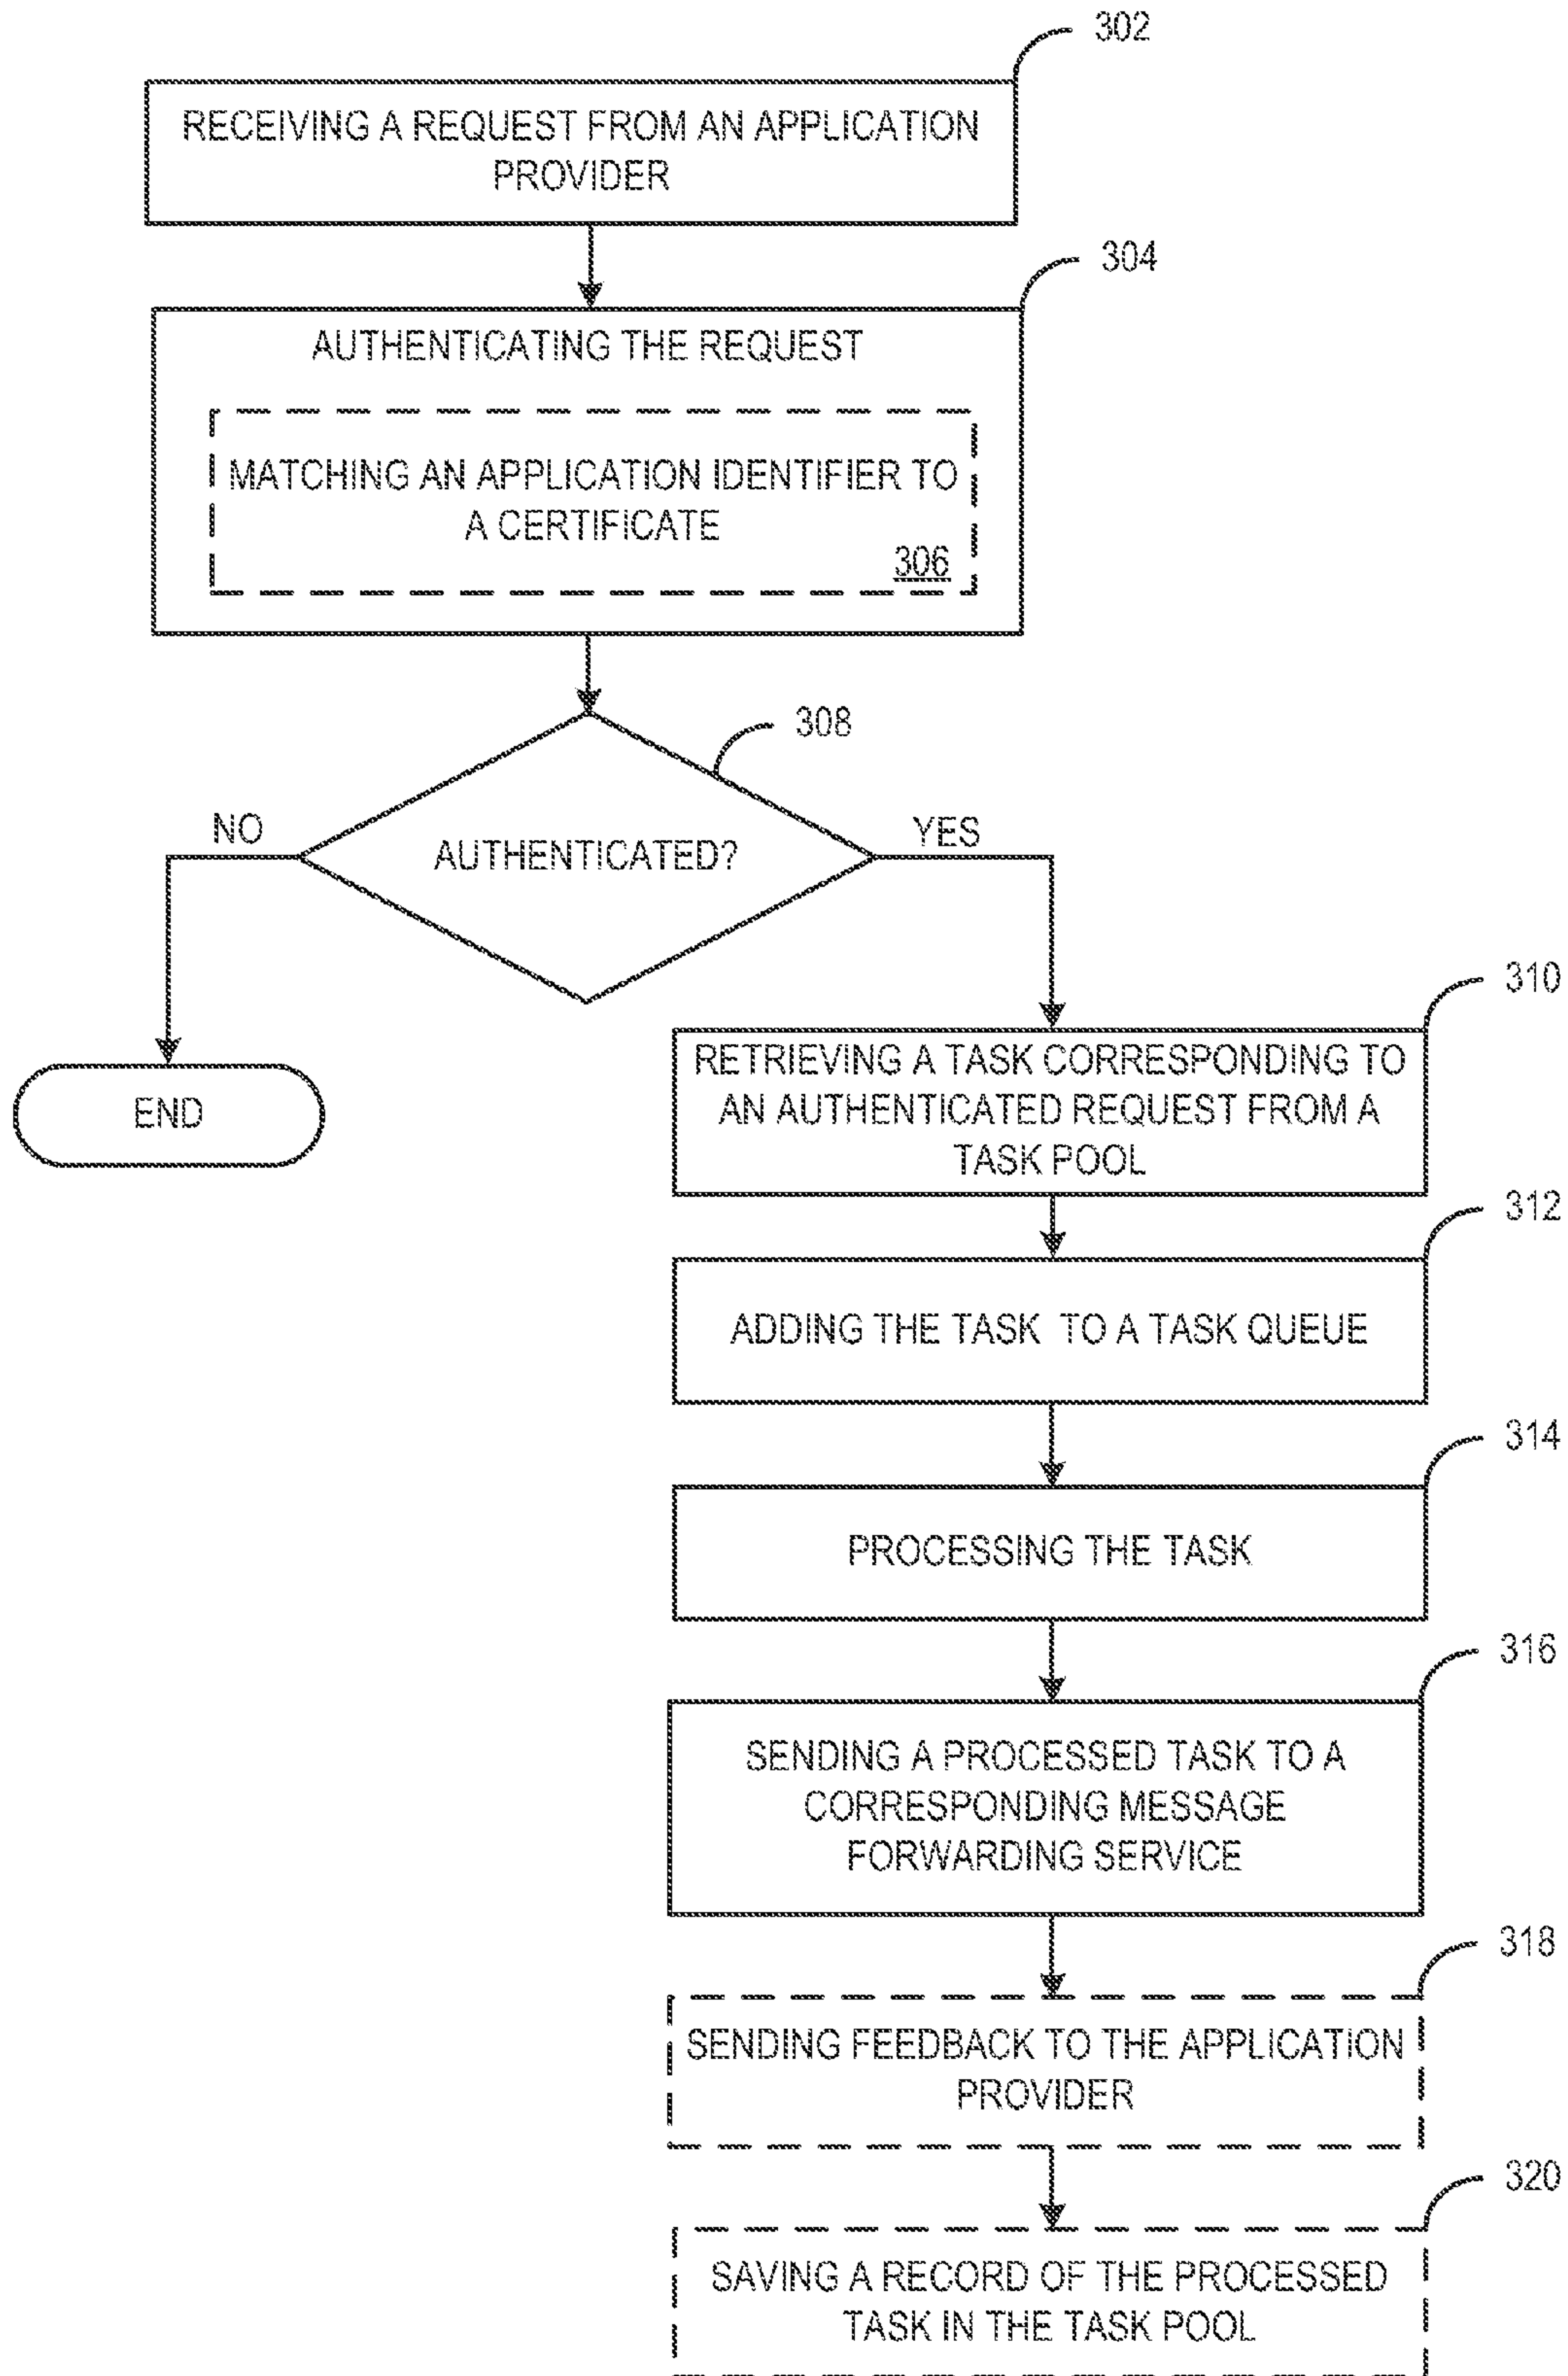 302
RECEIVING A REQUEST FROM AN APPLICATION
PROVIDER
304
AUTHENTICATING THE REQUEST
MATCHING AN APPLICATION IDENTIFIER TO
A CERTIFICATE
306
308
NO
AUTHENTICATED?
YES
310
RETRIEVING A TASK CORRESPONDING TO
AN AUTHENTICATED REQUEST FROM A
TASK POOL
END
312
ADDING THE TASK TO A TASK QUEUE
314
PROCESSING THE TASK
316
SENDING A PROCESSED TASK TO A
CORRESPONDING MESSAGE
FORWARDING SERVICE
318
SENDING FEEDBACK TO THE APPLICATION
PROVIDER
320
SAVING A RECORD OF THE PROCESSED
TASK IN THE TASK POOL